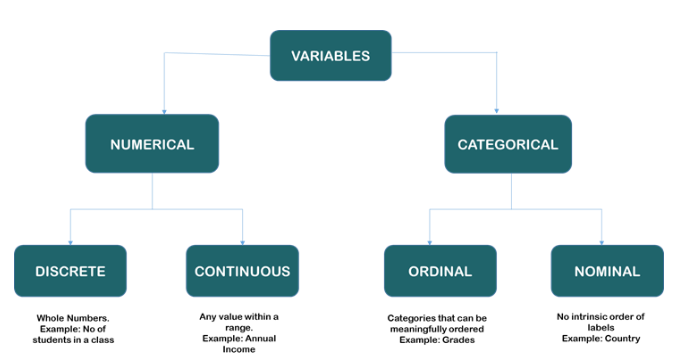 VARIABLES
NUMERICAL
CATEGORICAL
DISCRETE
CONTINUOUS
ORDINAL
NOMINAL
Whole Numbers.
Example: No of
students in a class
Any value within a
range.
Example: Annual
Income
Categories that can be
meaningfully ordered
Example: Grades
No intrinsic order of
labels
Example: Country